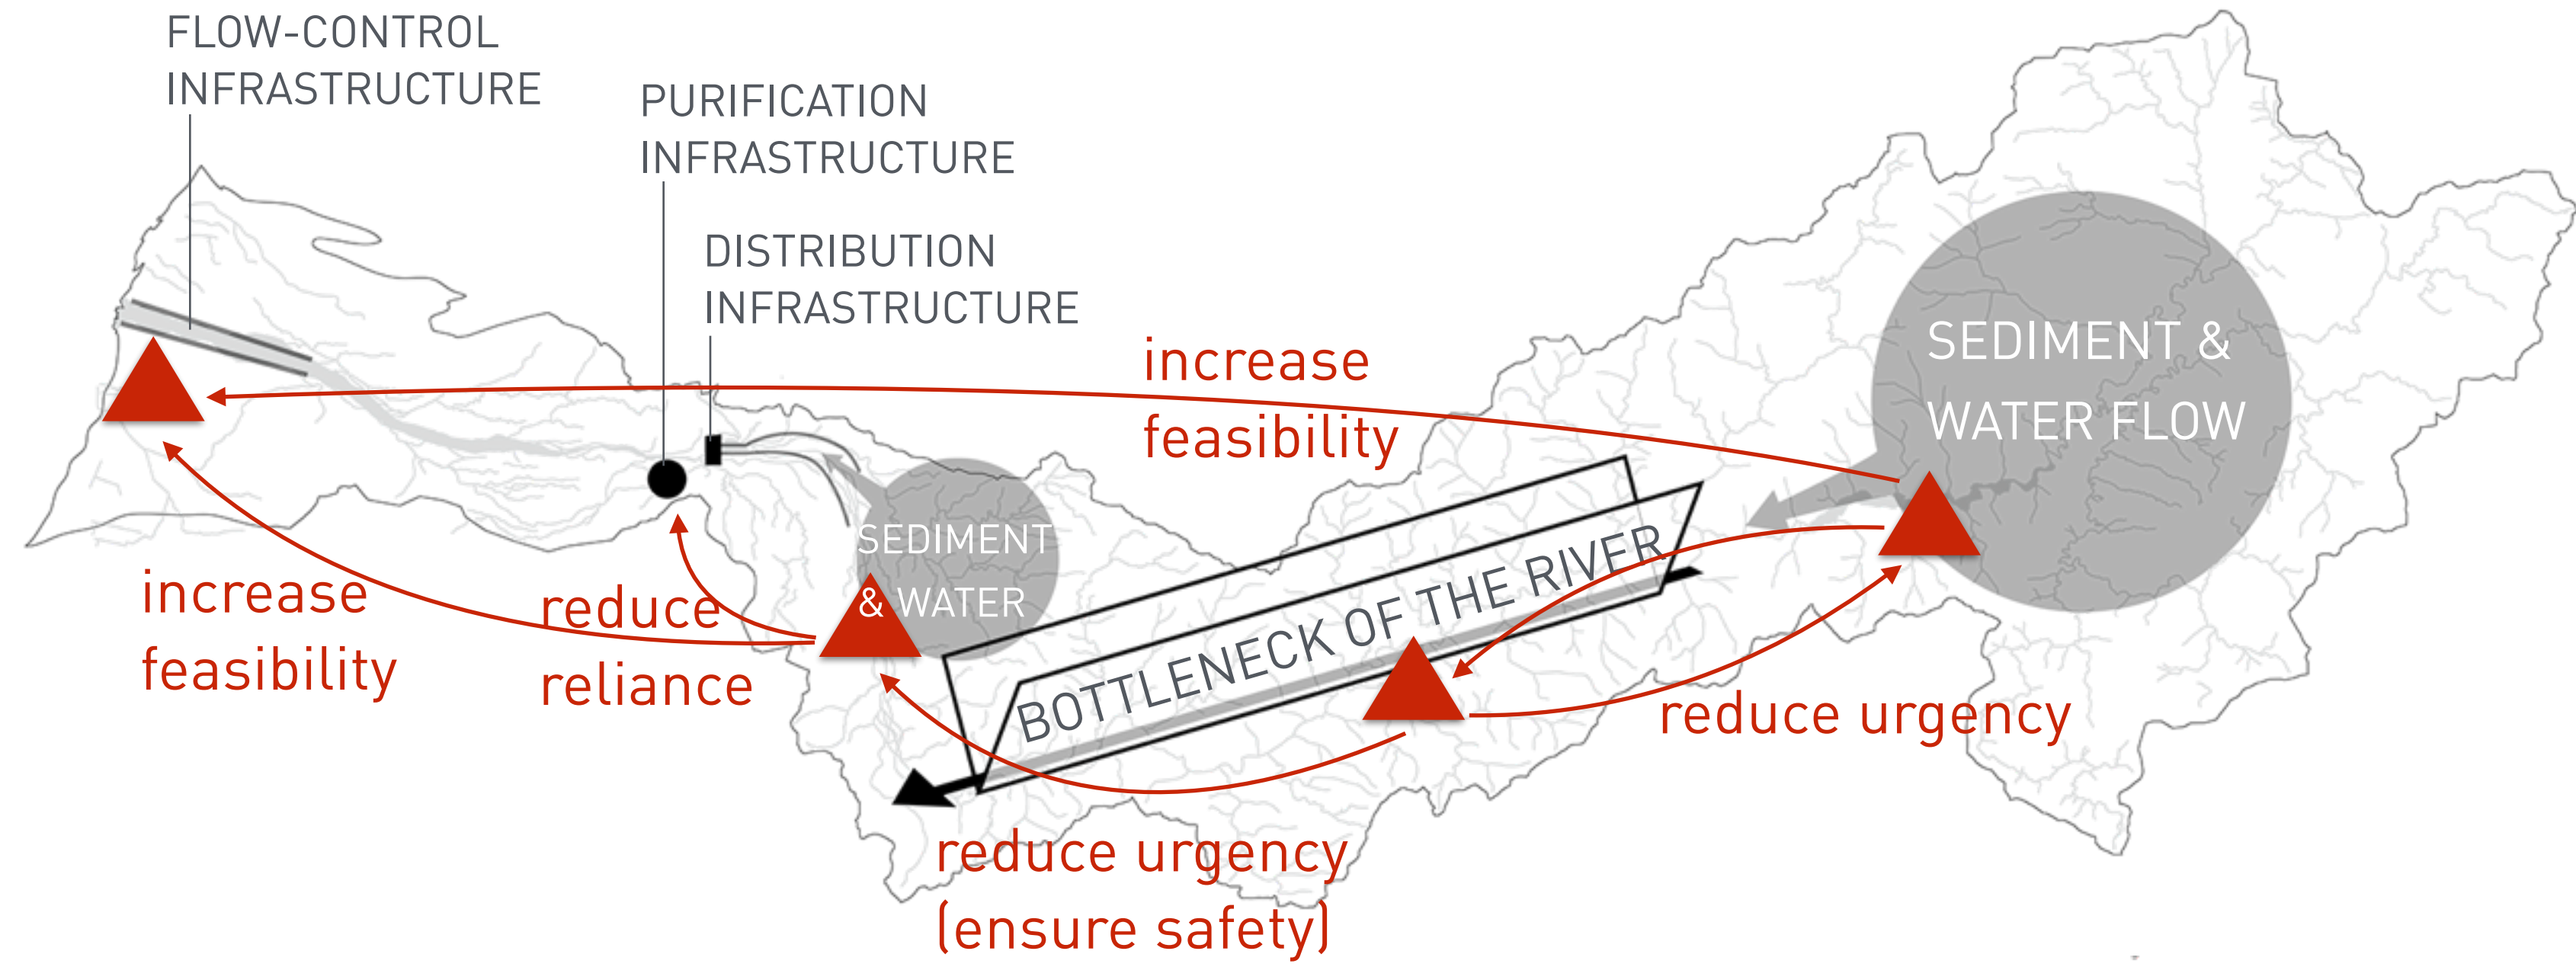 FLOW-CONTROL
INFRASTRUCTURE
PURIFICATION
INFRASTRUCTURE
DISTRIBUTION
INFRASTRUCTURE
increase
feasibility
SEDIMENT &
WATER FLOW
SEDIMENT
& WATER
BOTTLENECK OF THE RIVER
increase
feasibility
reduce
reliance
reduce urgency
reduce urgency
(ensure safety)